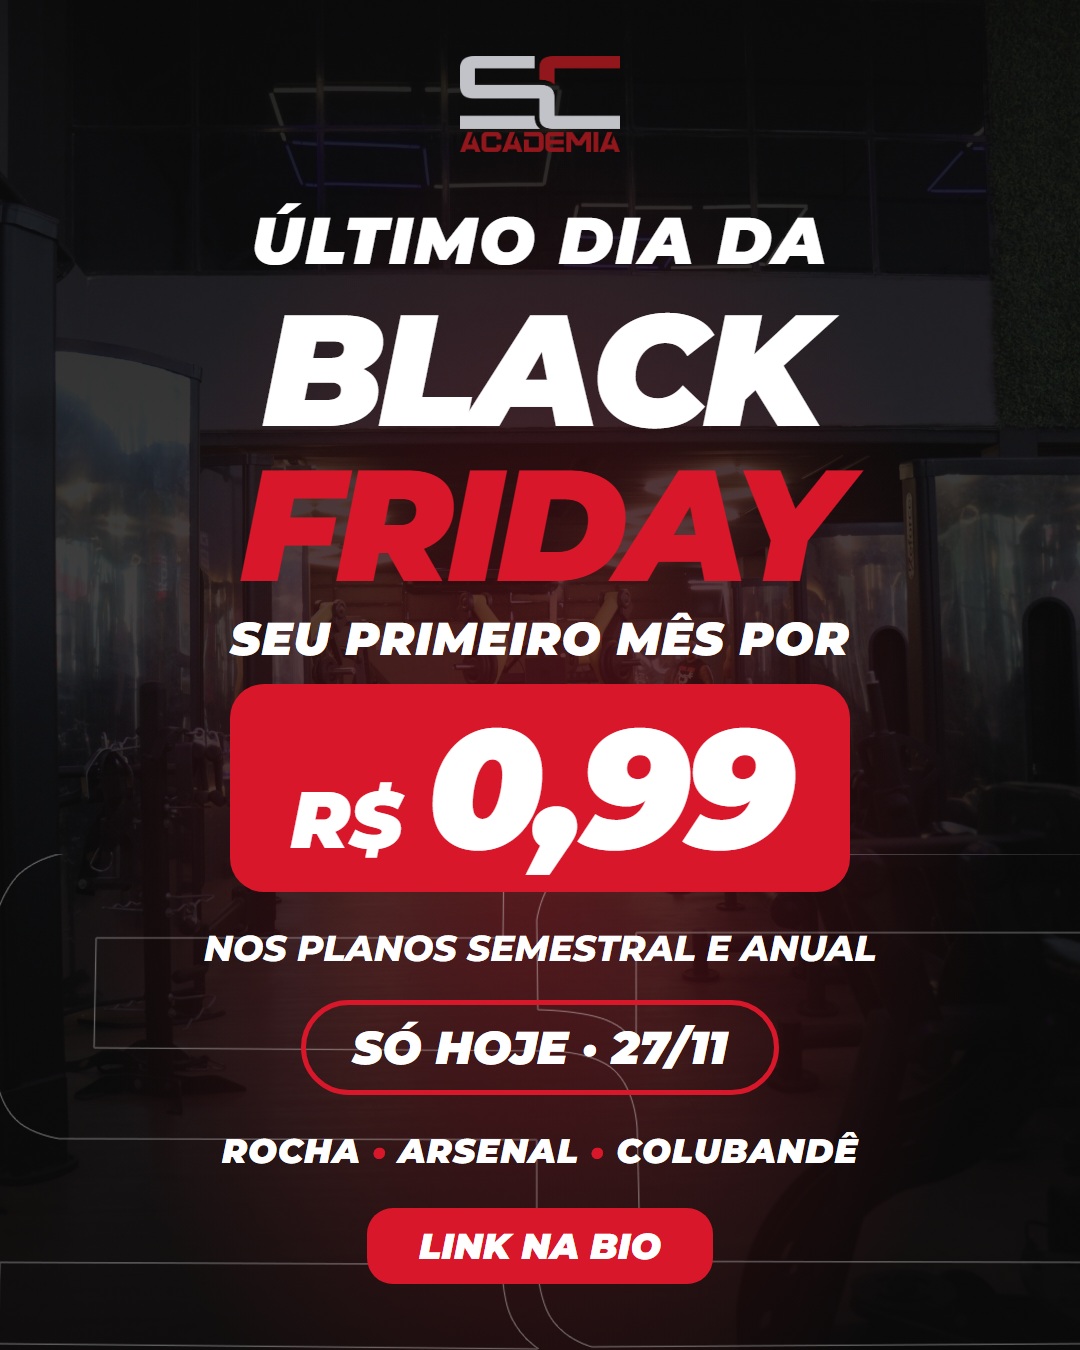 SC
ACADEMIA
ÚLTIMO DIA DA
BLACK
FRIDAY
SEU PRIMEIRO MÊS POR
R$ 0,99
NOS PLANOS SEMESTRAL E ANUAL
SÓ HOJE • 27/11
ROCHA • ARSENAL • COLUBANDÊ
LINK NA BIO